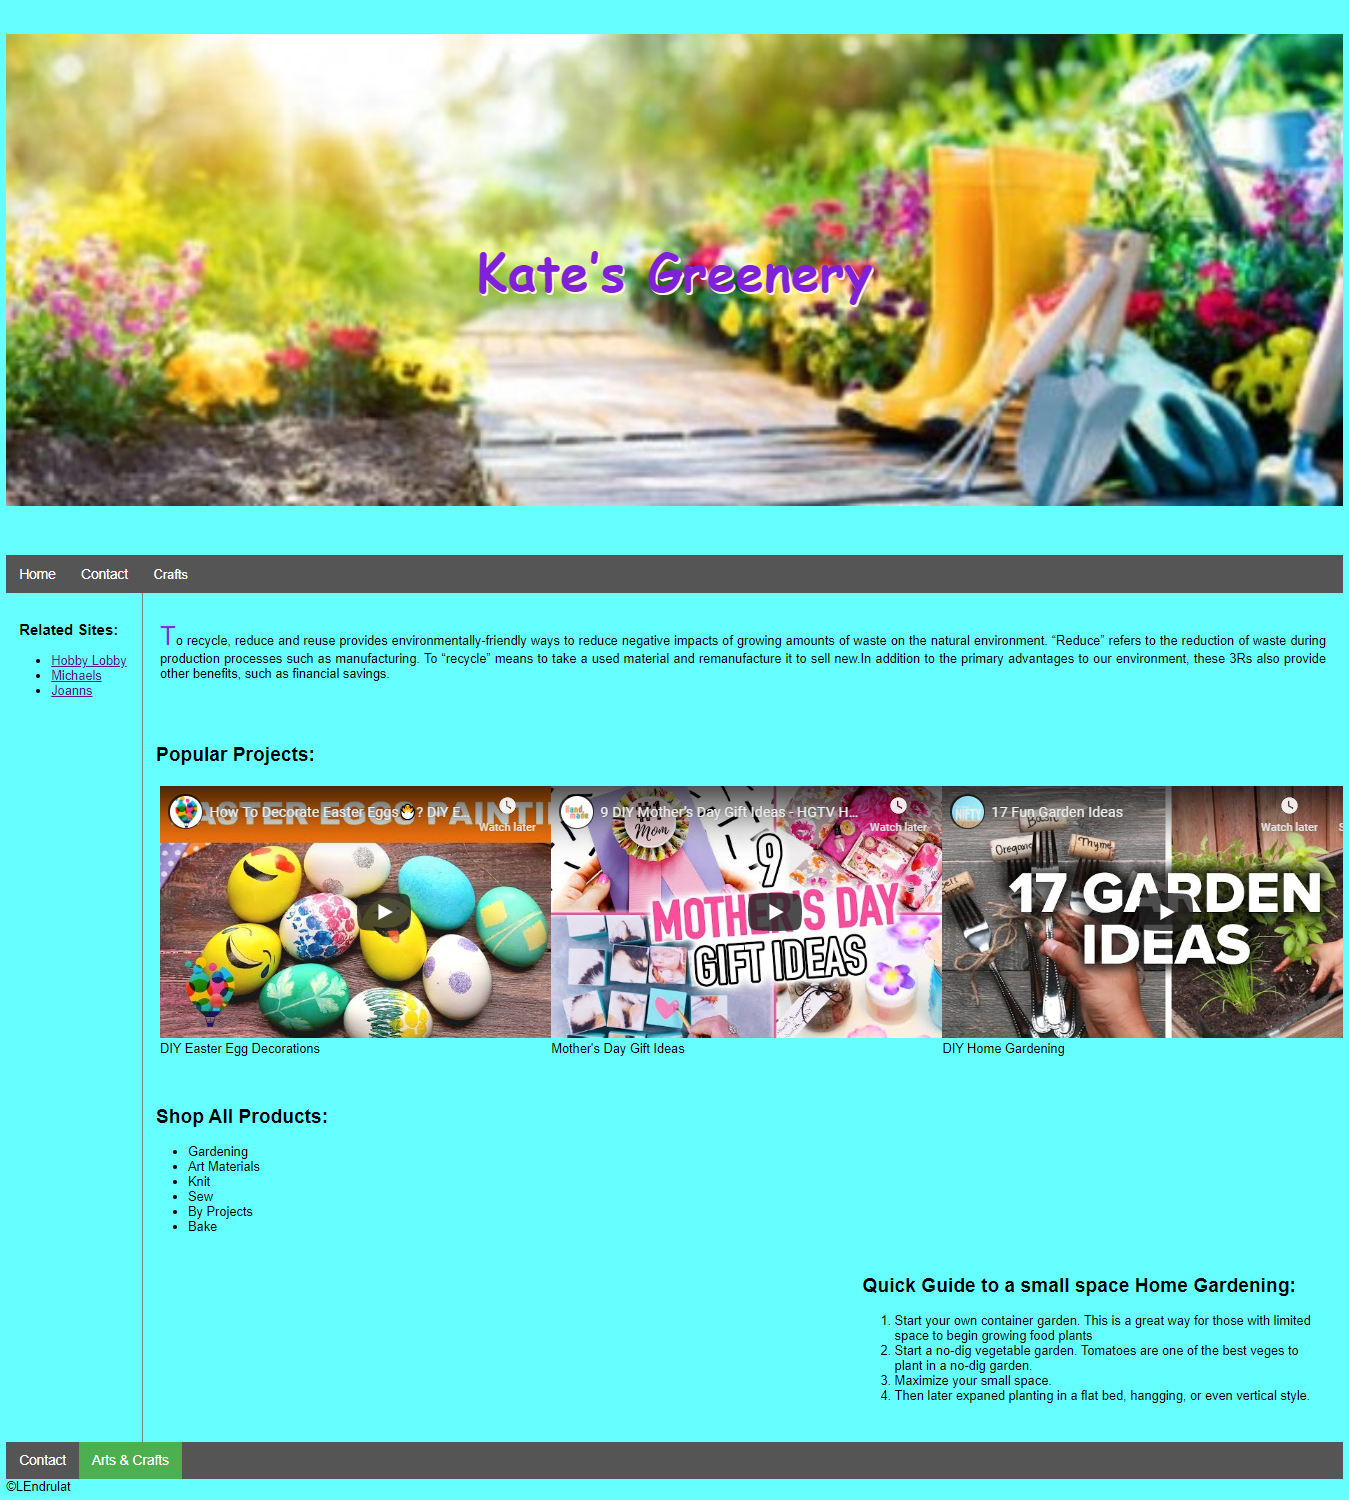 Kate's Greenery
Home Contact Crafts
Related Sites:
Hobby Lobby
Michaels
Joanns
To recycle, reduce and reuse provides environmentally-friendly ways to reduce negative impacts of growing amounts of waste on the natural environment. “Reduce” refers to the reduction of waste during
production processes such as manufacturing. To “recycle” means to take a used material and remanufacture it to sell new.In addition to the primary advantages to our environment, these 3Rs also provide
other benefits, such as financial savings.
Popular Projects:
EASTER EGGS PAINTIN
How To Decorate Easter Eggs🐣? DIY E...
Watch later
DIY Easter Egg Decorations
9 DIY Mother's Day Gift Ideas - HGTV H...
Watch later
Hand made
#1
Mom
9
MOTHER'S DAY
GIFT IDEAS
Mother's Day Gift Ideas
NIFTY
17 Fun Garden Ideas
Watch later
S
Basil
Oregano
Thyme
17 GARDEN
IDEAS
DIY Home Gardening
Shop All Products:
Gardening
Art Materials
Knit
Sew
By Projects
Bake
Quick Guide to a small space Home Gardening:
1. Start your own container garden. This is a great way for those with limited
space to begin growing food plants
2. Start a no-dig vegetable garden. Tomatoes are one of the best veges to
plant in a no-dig garden.
3. Maximize your small space.
4. Then later expaned planting in a flat bed, hangging, or even vertical style.
Contact Arts & Crafts
©LEndrulat